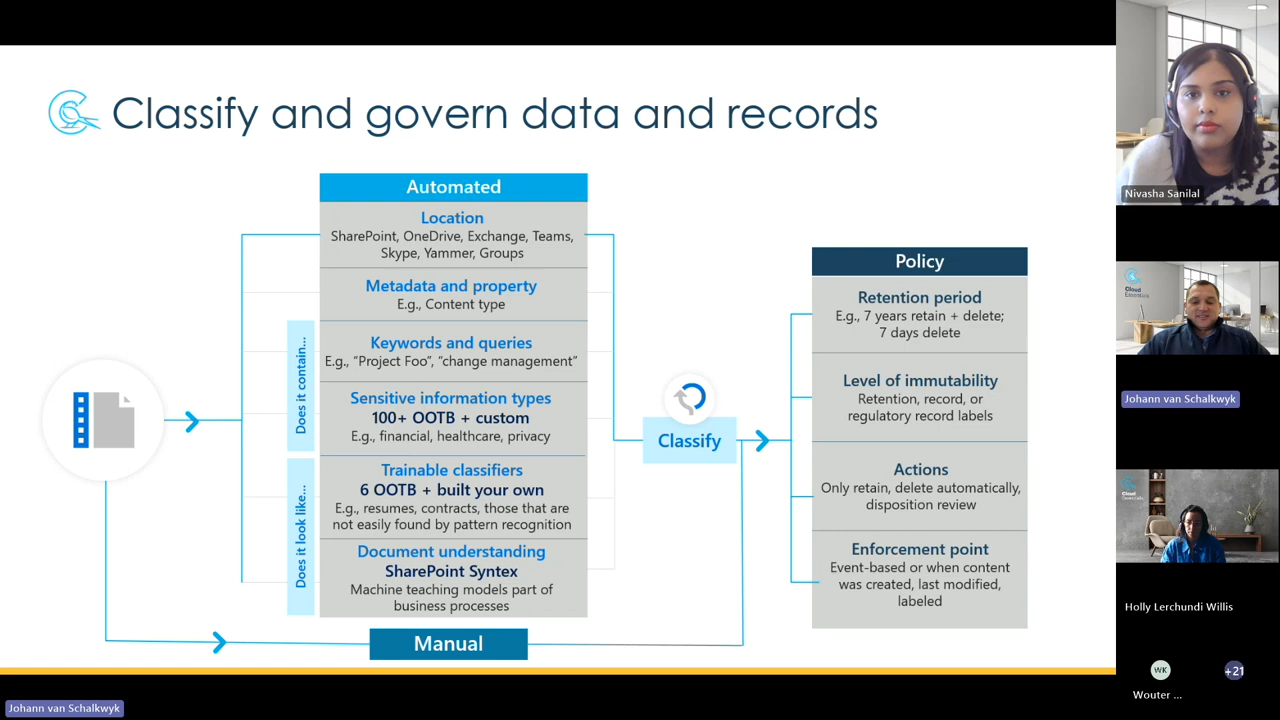 Classify and govern data and records
Automated
Location
SharePoint, OneDrive, Exchange, Teams,
Skype, Yammer, Groups
Metadata and property
E.g., Content type
Does it contain...
Keywords and queries
E.g., “Project Foo”, “change management”
Sensitive information types
100+ OOTB + custom
E.g., financial, healthcare, privacy
Does it look like...
Trainable classifiers
6 OOTB + built your own
E.g., resumes, contracts, those that are
not easily found by pattern recognition
Document understanding
SharePoint Syntex
Machine teaching models part of
business processes
Manual
Classify
Policy
Retention period
E.g., 7 years retain + delete;
7 days delete
Level of immutability
Retention, record, or
regulatory record labels
Actions
Only retain, delete automatically,
disposition review
Enforcement point
Event-based or when content
was created, last modified,
labeled
Nivasha Sanilal
Cloud
Essentials
Johann van Schalkwyk
Cloud
Essentials
Holly Lerchundi Willis
WK
+21
Wouter ...
Johann van Schalkwyk